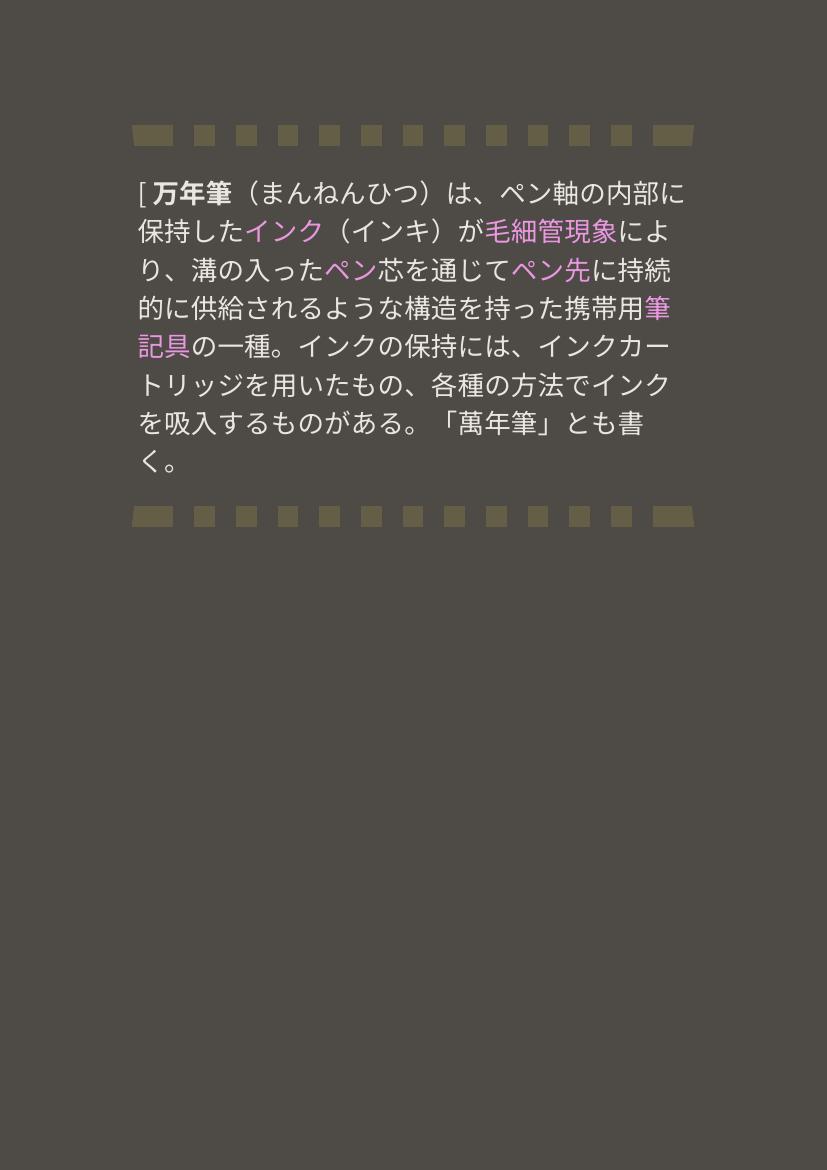 [ 万年筆（まんねんひつ）は、ペン軸の内部に
保持したインク（インキ）が毛細管現象によ
り、溝の入ったペン芯を通じてペン先に持続
的に供給されるような構造を持った携帯用筆
記具の一種。インクの保持には、インクカー
トリッジを用いたもの、各種の方法でインク
を吸入するものがある。「萬年筆」とも書
く。